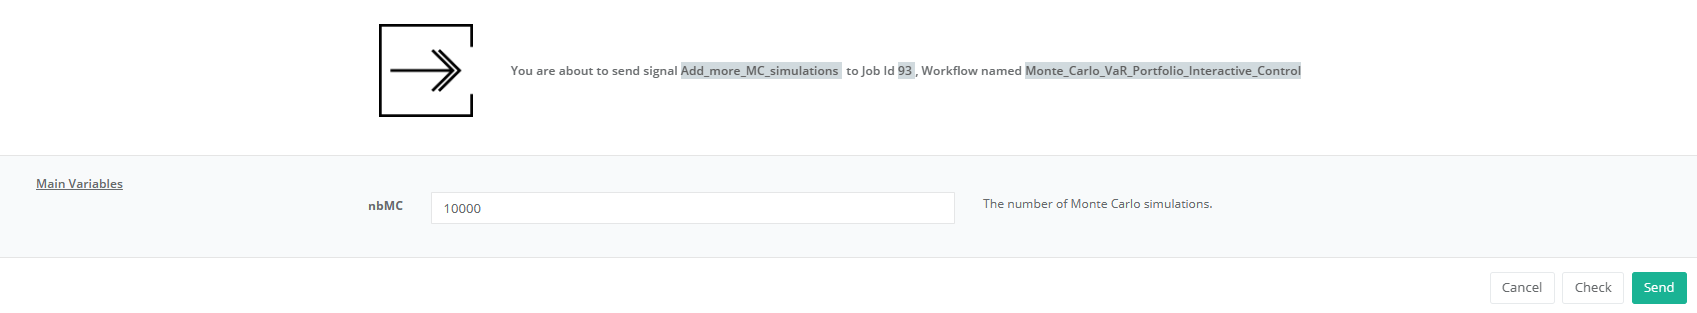 You are about to send signal Add_more_MC_simulations to Job Id 93 , Workflow named Monte_Carlo_VaR_Portfolio_Interactive_Control
Main Variables
nbMC 10000 The number of Monte Carlo simulations.
Cancel Check Send